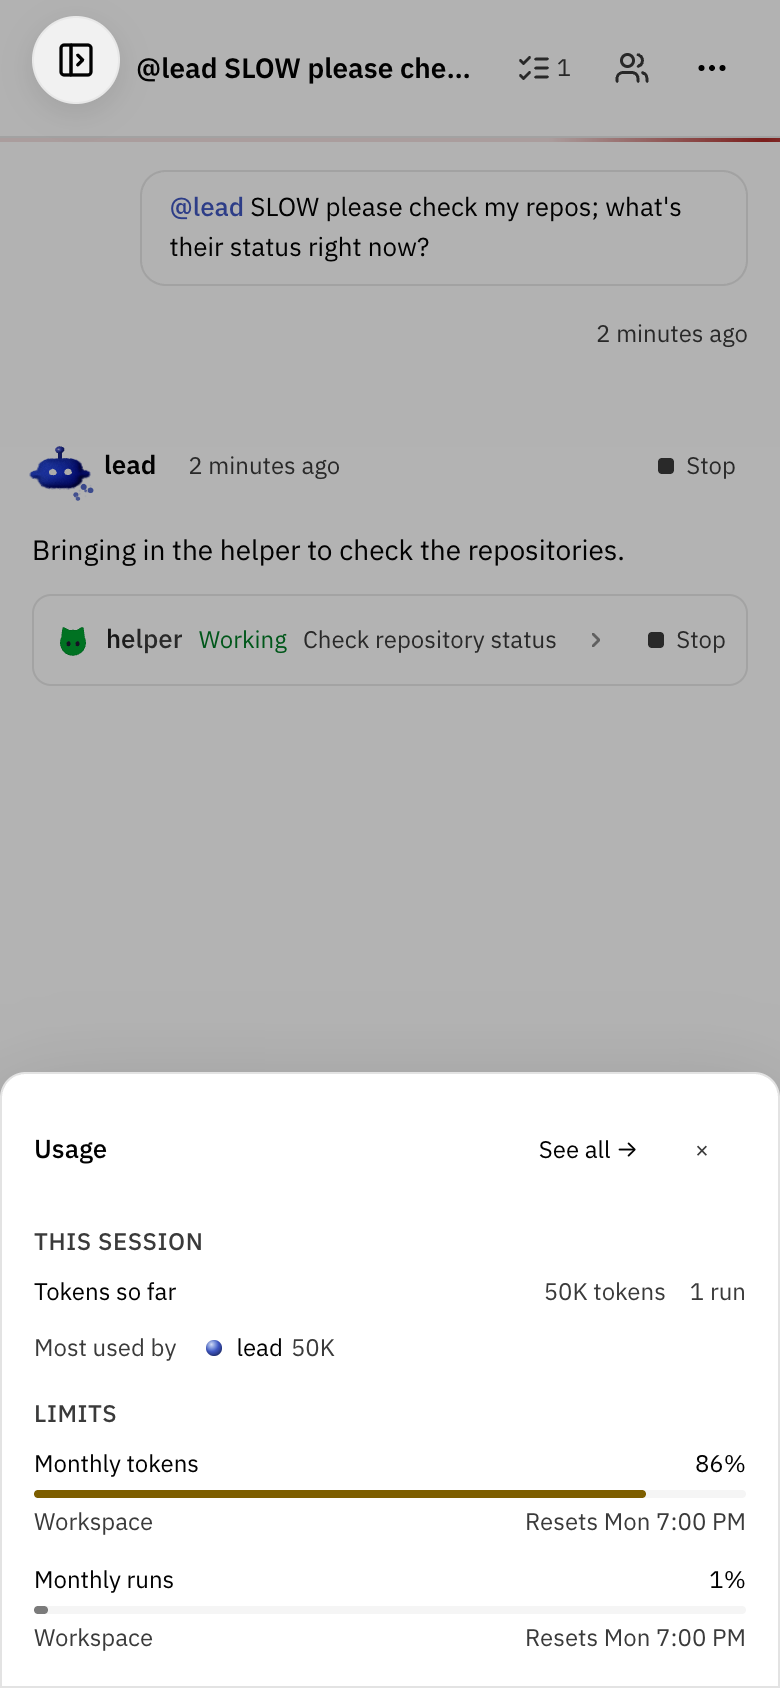 @lead SLOW please che...
1
@lead SLOW please check my repos; what's
their status right now?
2 minutes ago
lead 2 minutes ago Stop
Bringing in the helper to check the repositories.
helper Working Check repository status Stop
Usage See all → ×
THIS SESSION
Tokens so far 50K tokens 1 run
Most used by lead 50K
LIMITS
Monthly tokens 86%
Workspace Resets Mon 7:00 PM
Monthly runs 1%
Workspace Resets Mon 7:00 PM